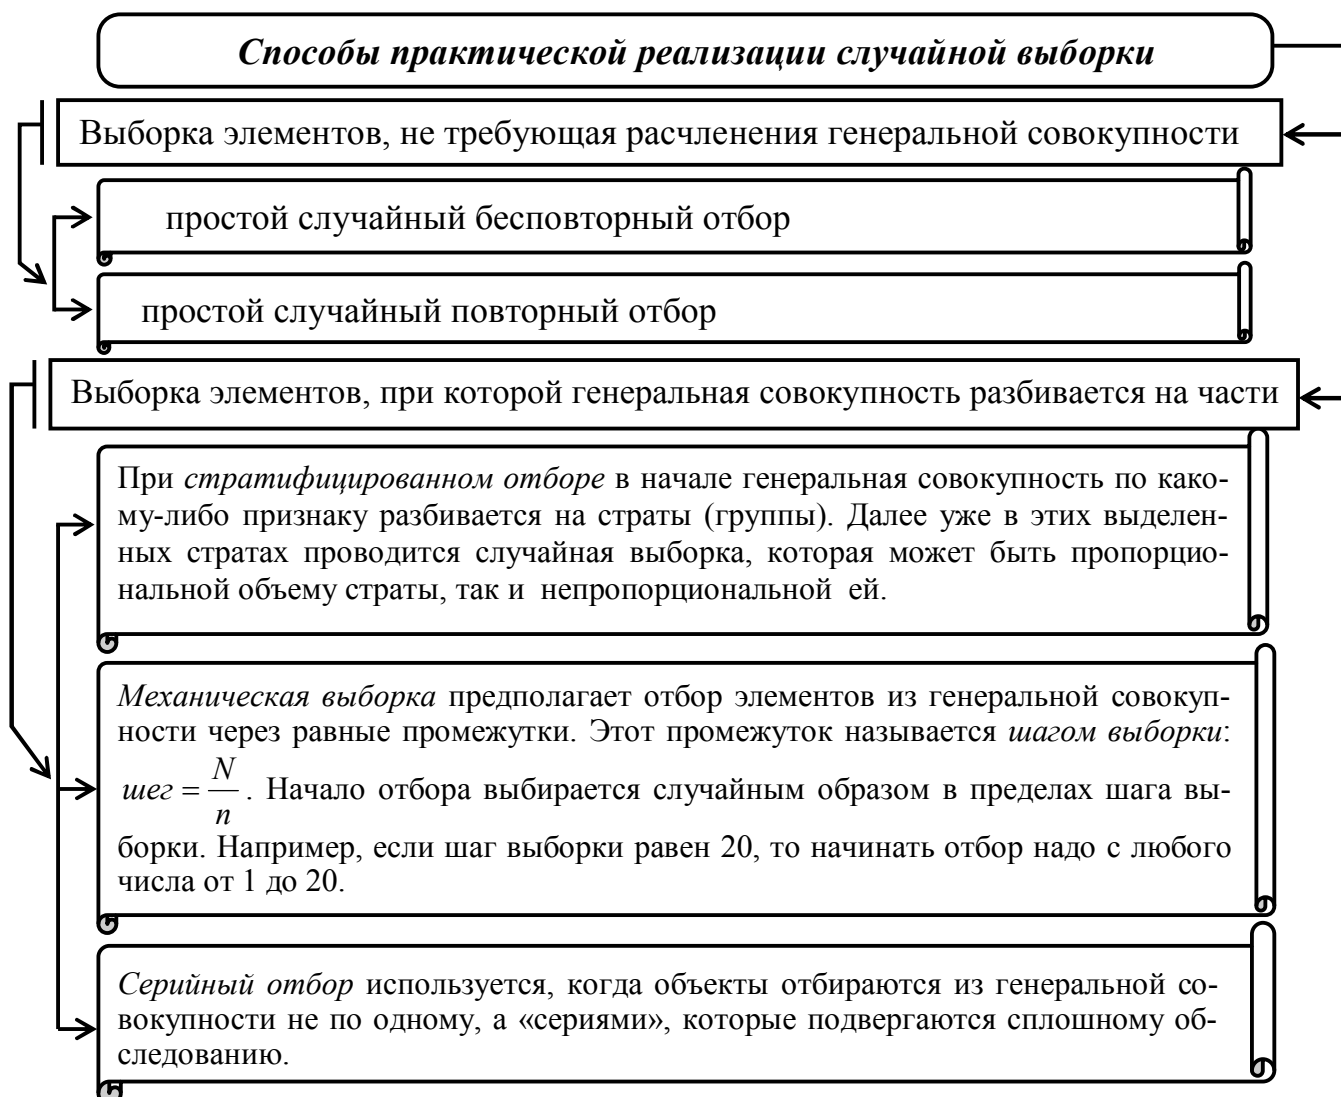 Способы практической реализации случайной выборки
Выборка элементов, не требующая расчленения генеральной совокупности
простой случайный бесповторный отбор
простой случайный повторный отбор
Выборка элементов, при которой генеральная совокупность разбивается на части
При стратифицированном отборе в начале генеральная совокупность по како-
му-либо признаку разбивается на страты (группы). Далее уже в этих выделен-
ных стратах проводится случайная выборка, которая может быть пропорцио-
нальной объему страты, так и непропорциональной ей.
Механическая выборка предполагает отбор элементов из генеральной совокуп-
ности через равные промежутки. Этот промежуток называется шагом выборки:
шег = N/n. Начало отбора выбирается случайным образом в пределах шага вы-
борки. Например, если шаг выборки равен 20, то начинать отбор надо с любого
числа от 1 до 20.
Серийный отбор используется, когда объекты отбираются из генеральной со-
вокупности не по одному, а «сериями», которые подвергаются сплошному об-
следованию.